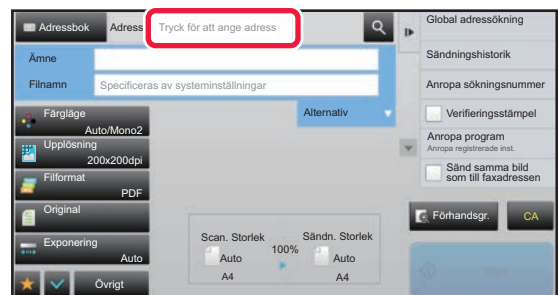 Adressbok
Adress
Tryck för att ange adress
Ämne
Filnamn
Specificeras av systeminställningar
Alternativ
Färgläge
Auto/Mono2
Upplösning
200x200dpi
Filformat
PDF
Original
Exponering
Auto
Övrigt
Scan. Storlek
Auto
A4
100%
Sändn. Storlek
Auto
A4
Global adressökning
Sändningshistorik
Anropa sökningsnummer
Verifieringsstämpel
Anropa program
Anropa registrerade inst.
Sänd samma bild
som till faxadressen
Förhandsgr.
CA
Start